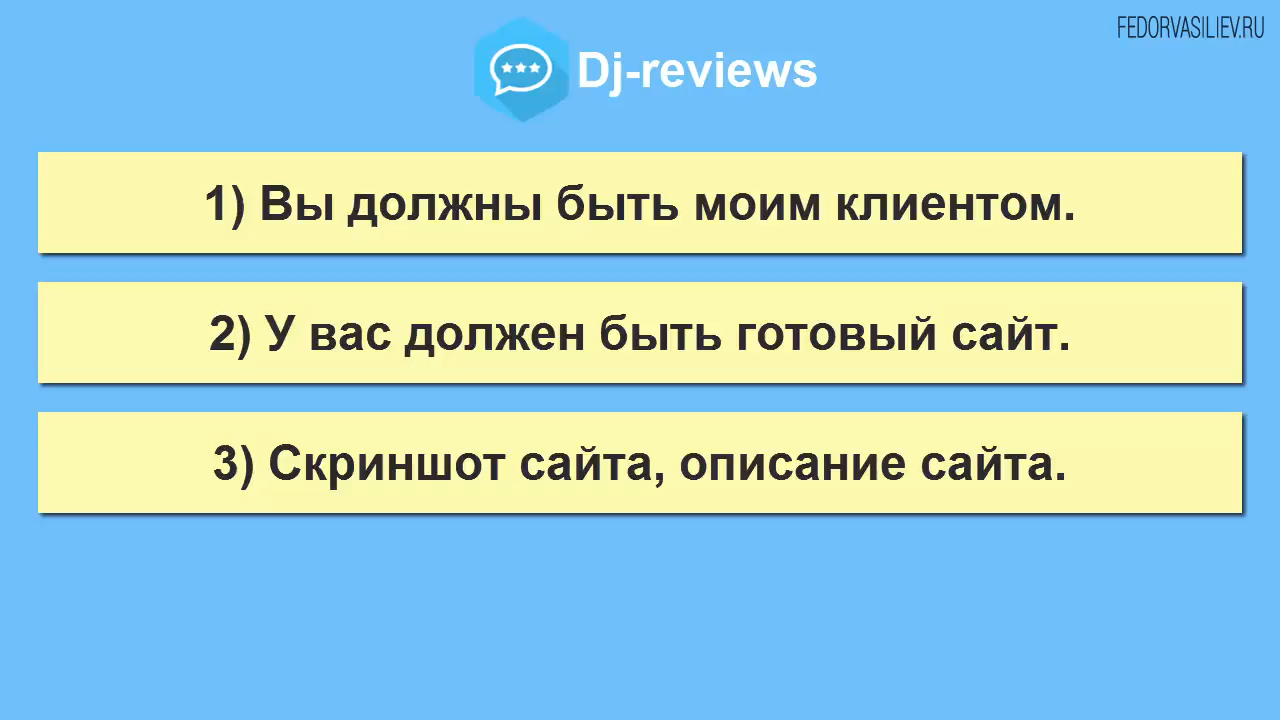 FEDORVASILIEV.RU
Dj-reviews
1) Вы должны быть моим клиентом.
2) У вас должен быть готовый сайт.
3) Скриншот сайта, описание сайта.